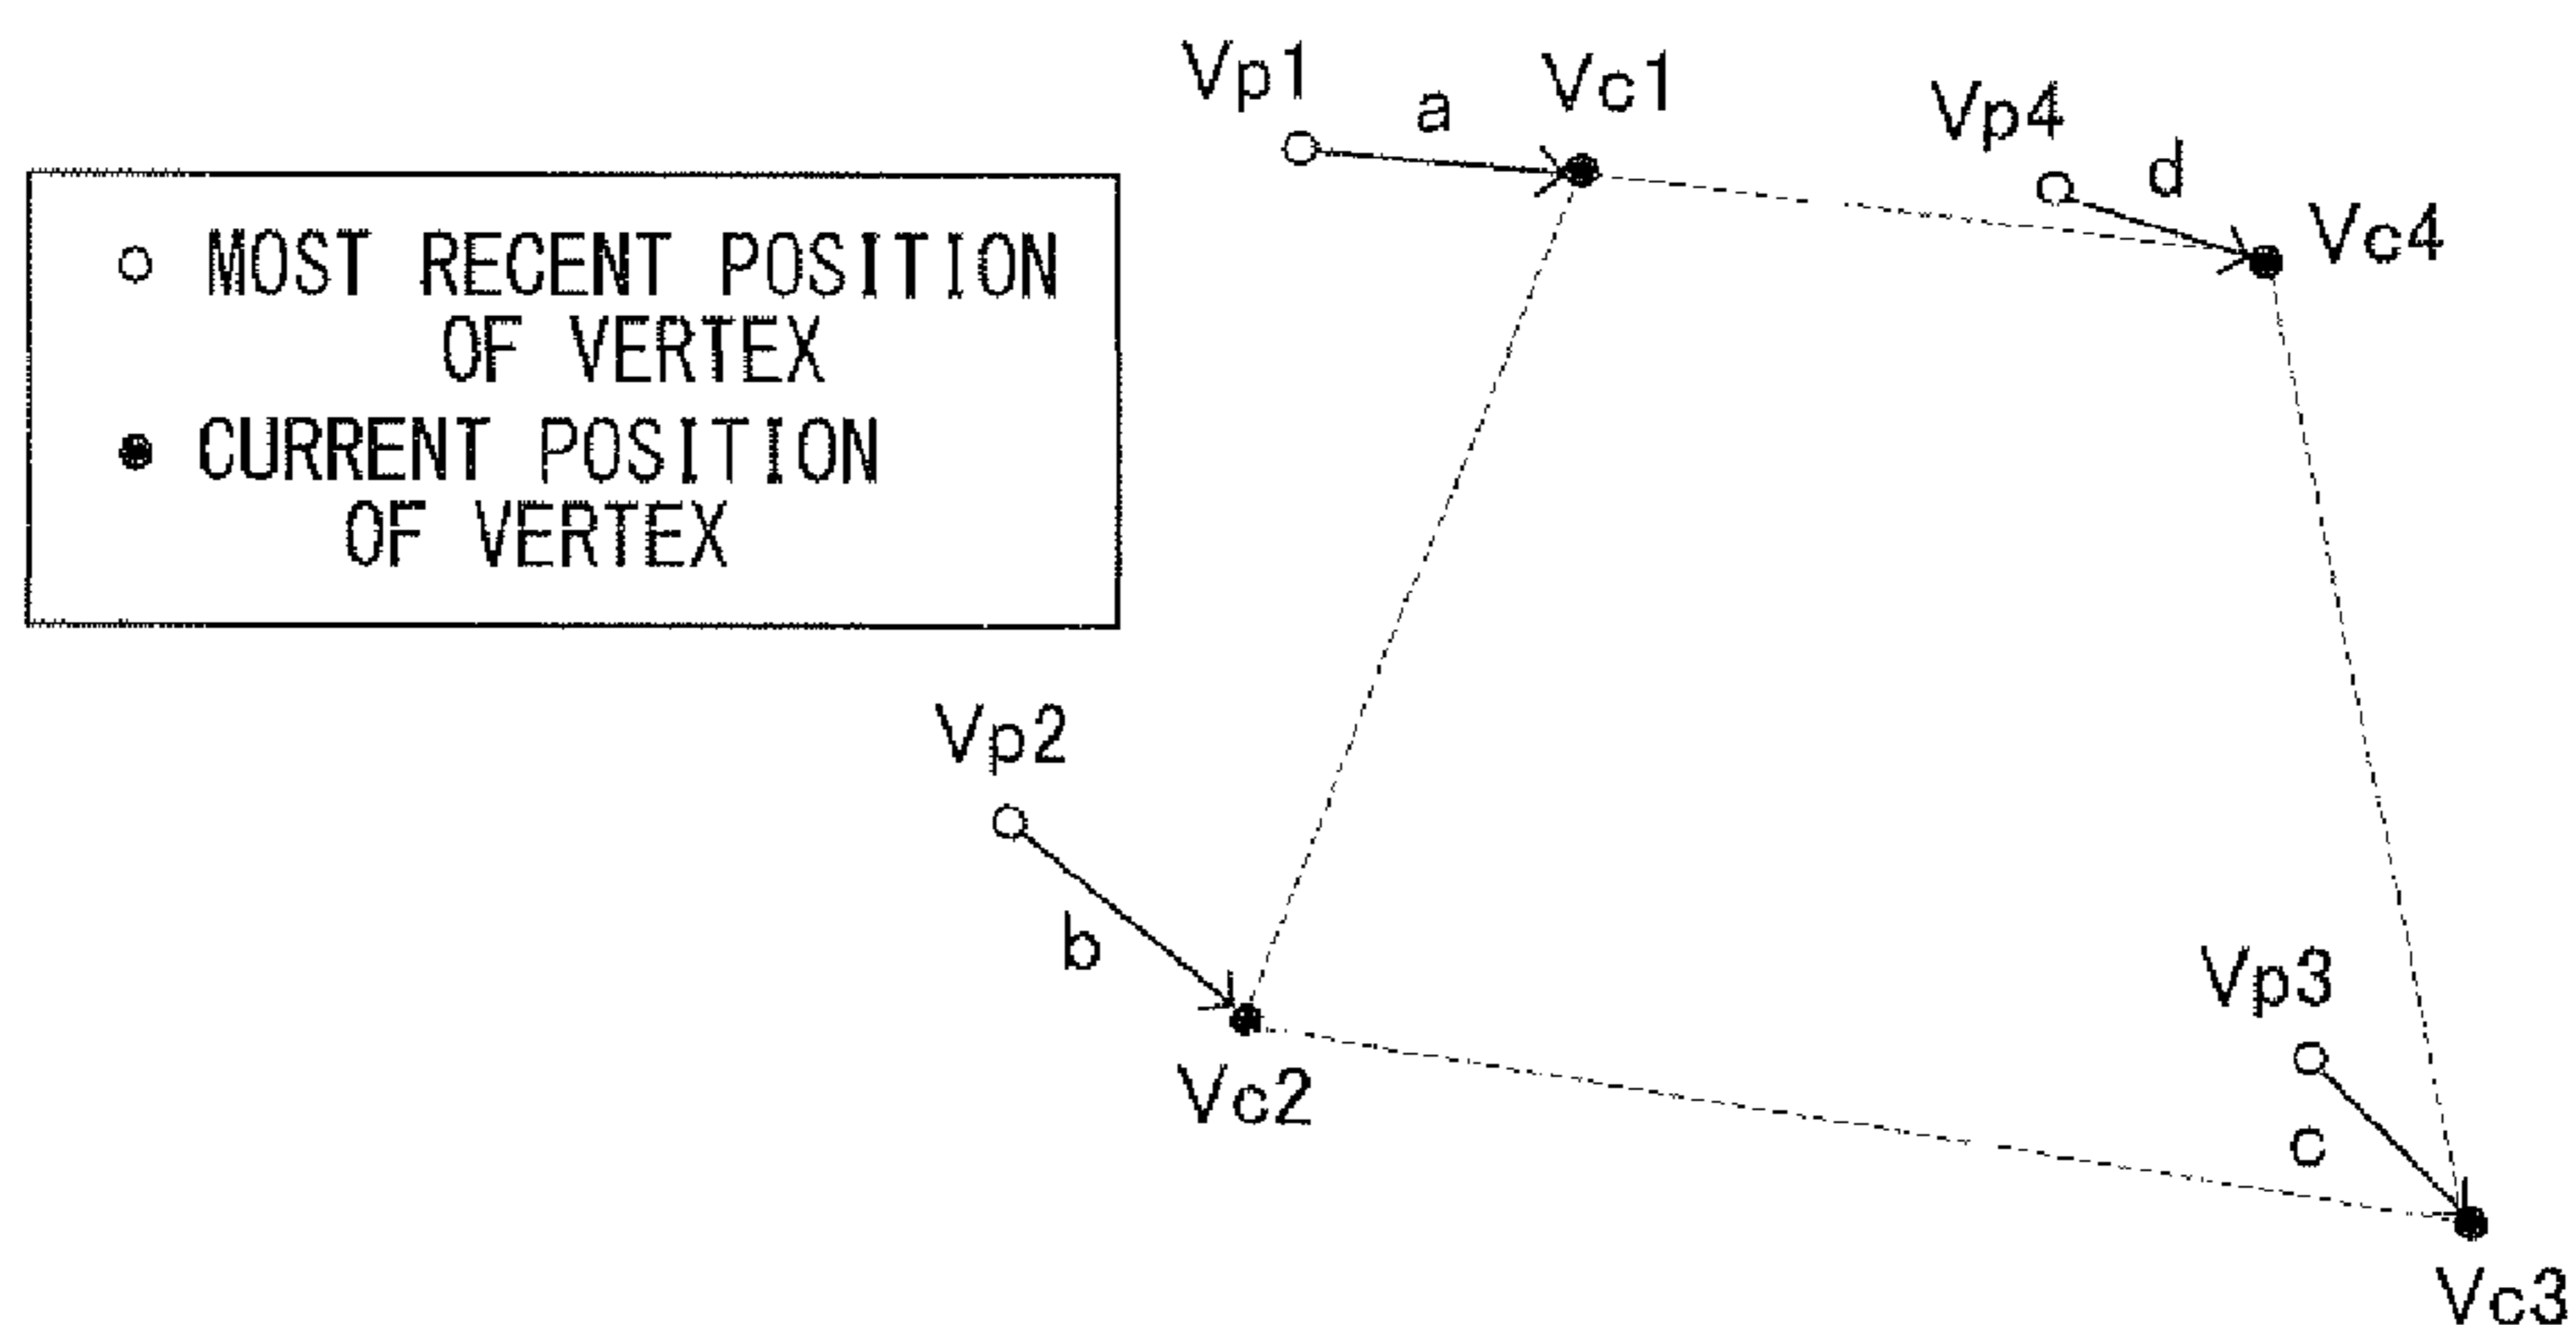 Vp1
a
Vc1
Vp4
d
Vc4
MOST RECENT POSITION
OF VERTEX
CURRENT POSITION
OF VERTEX
Vp2
b
Vc2
Vp3
c
Vc3